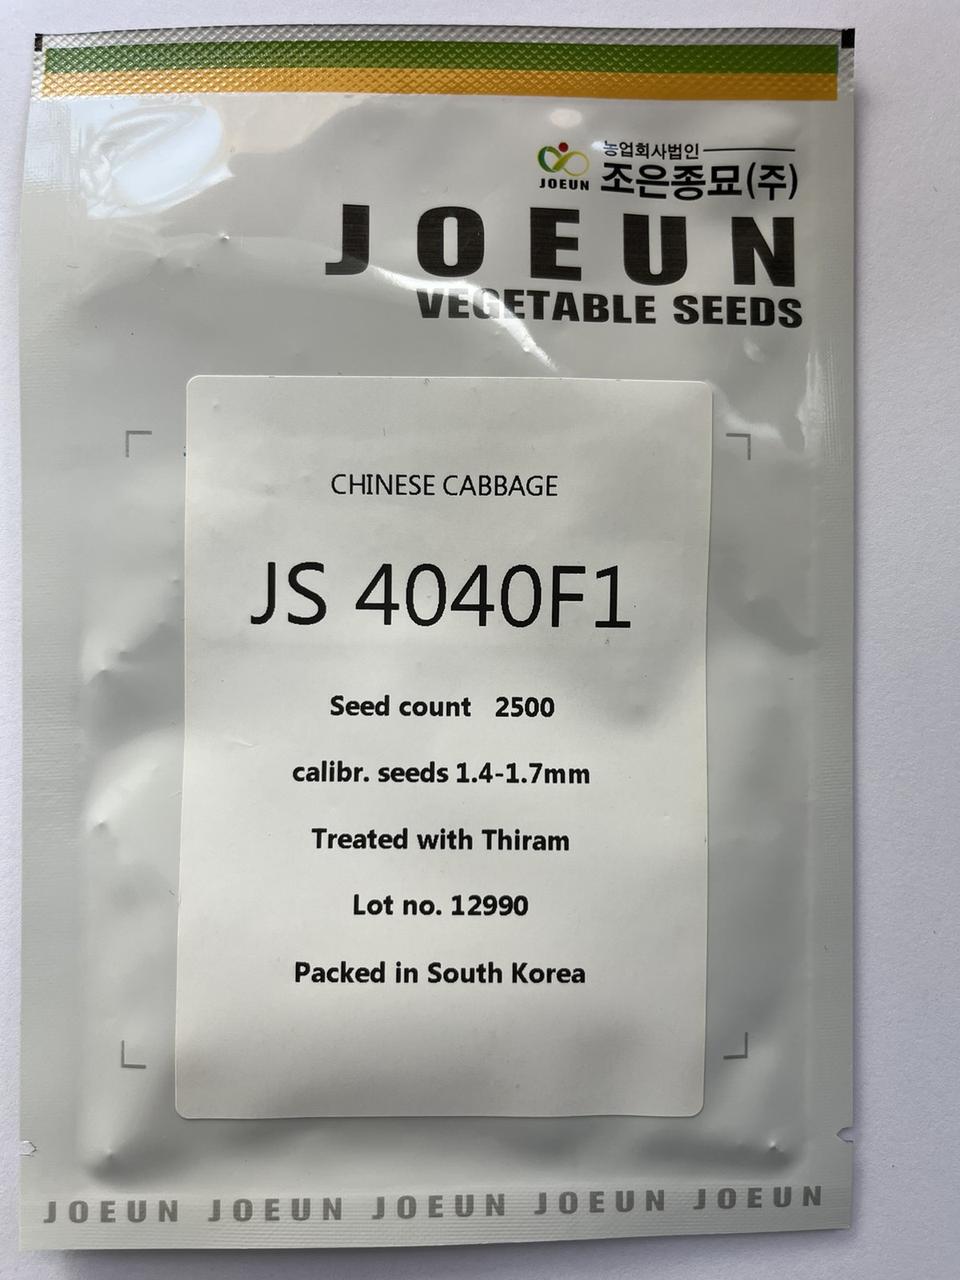 농업회사법인
JOEUN 조은종묘(주)
JOEUN
VEGETABLE SEEDS
CHINESE CABBAGE
JS 4040F1
Seed count 2500
calibr. seeds 1.4-1.7mm
Treated with Thiram
Lot no. 12990
Packed in South Korea
JOEUN JOEUN JOEUN JOEUN JOEUN